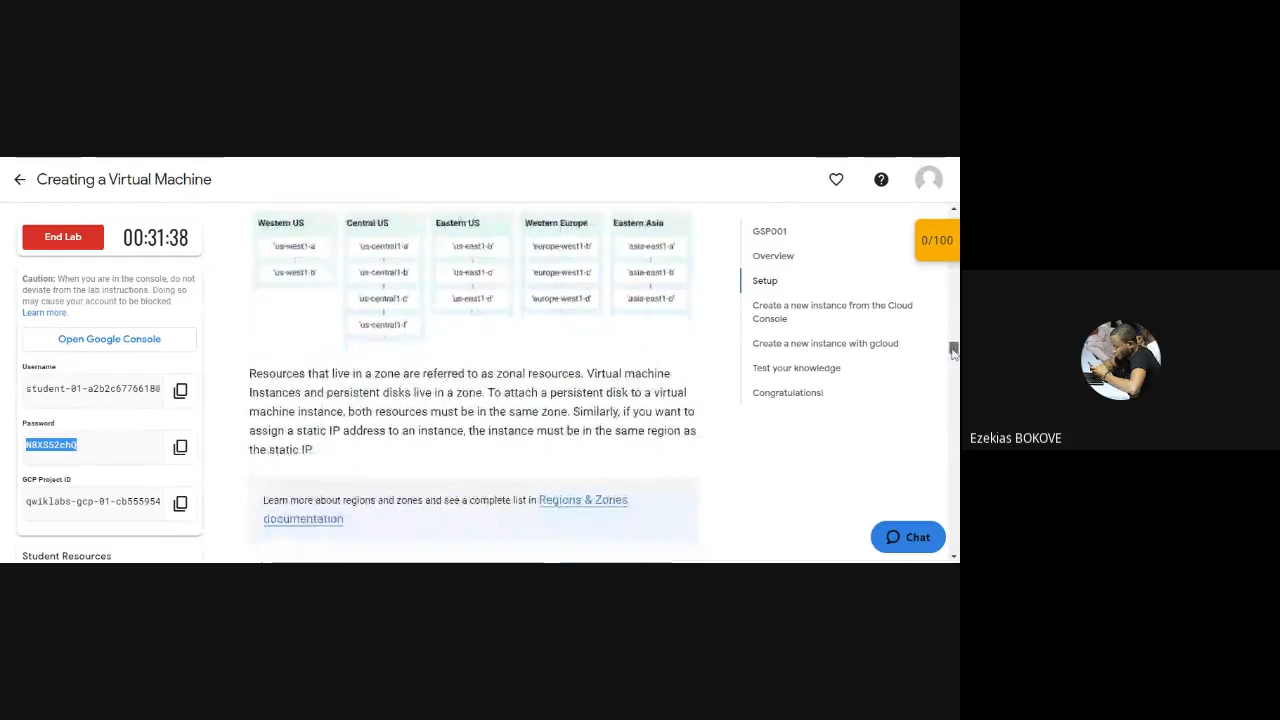 Creating a Virtual Machine
End Lab
00:31:38
Caution: When you are in the console, do not
deviate from the lab instructions. Doing so
may cause your account to be blocked.
Learn more.
Open Google Console
Username
student-01-a2b2c6776618@
Password
N8XS52chQ
GCP Project ID
qwiklabs-gcp-01-cb555954
Student Resources
Western US
Central US
Eastern US
Western Europe
Eastern Asia
'us-west1-a'
'us-central1-a'
'us-east1-b'
'europe-west1-b'
'asia-east1-a'
'us-west1-b'
'us-central1-b'
'us-east1-c'
'europe-west1-c'
'asia-east1-b'
'us-central1-c'
'us-east1-d'
'europe-west1-d'
'asia-east1-c'
'us-central1-f'
Resources that live in a zone are referred to as zonal resources. Virtual machine
Instances and persistent disks live in a zone. To attach a persistent disk to a virtual
machine instance, both resources must be in the same zone. Similarly, if you want to
assign a static IP address to an instance, the instance must be in the same region as
the static IP.
Learn more about regions and zones and see a complete list in Regions & Zones
documentation
GSP001
Overview
Setup
Create a new instance from the Cloud
Console
Create a new instance with gcloud
Test your knowledge
Congratulations!
0/100
Chat
Ezekias BOKOVE